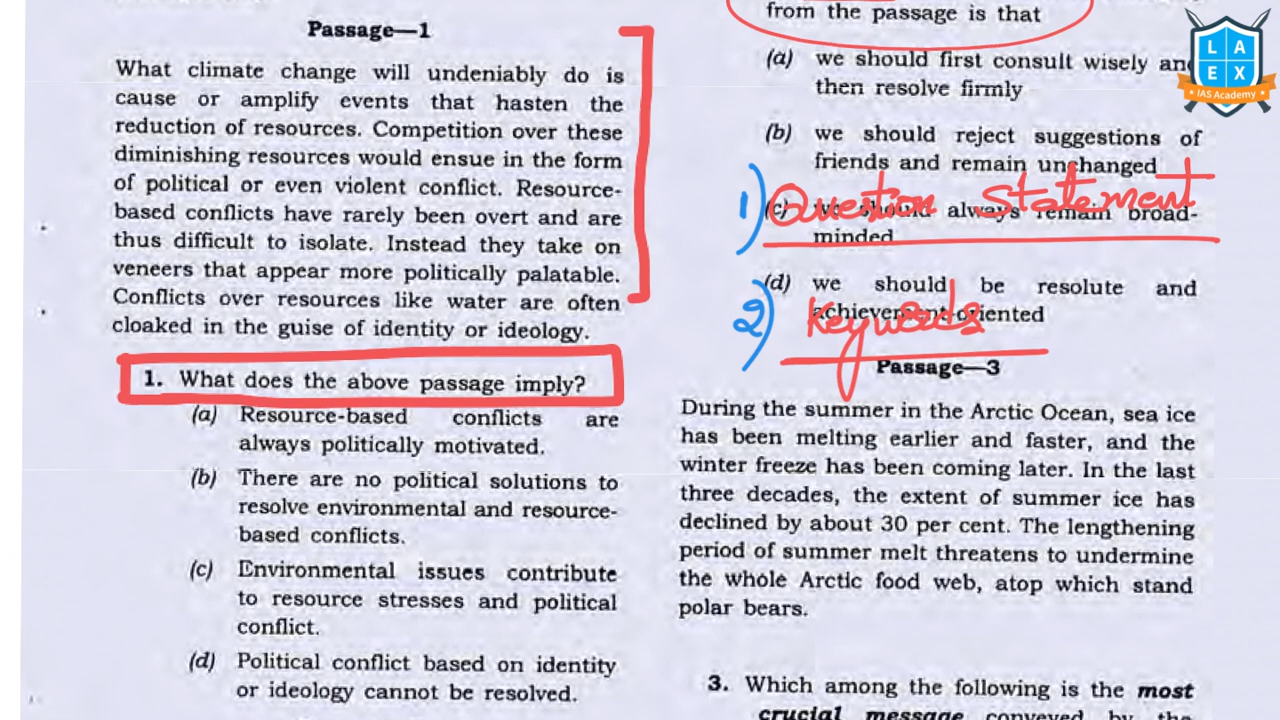 Passage—1
What climate change will undeniably do is
cause or amplify events that hasten the
reduction of resources. Competition over these
diminishing resources would ensue in the form
of political or even violent conflict. Resource-
based conflicts have rarely been overt and are
thus difficult to isolate. Instead they take on
veneers that appear more politically palatable.
Conflicts over resources like water are often
cloaked in the guise of identity or ideology.
1. What does the above passage imply?
(a) Resource-based conflicts are
always politically motivated.
(b) There are no political solutions to
resolve environmental and resource-
based conflicts.
(c) Environmental issues contribute
to resource stresses and political
conflict.
(d) Political conflict based on identity
or ideology cannot be resolved.
from the passage is that
(a) we should first consult wisely and
then resolve firmly
(b) we should reject suggestions of
friends and remain unchanged
1) Question Statement
(c) we should always remain broad-
minded
(d) we should be resolute and
achievement-oriented
2) Keywords
Passage—3
During the summer in the Arctic Ocean, sea ice
has been melting earlier and faster, and the
winter freeze has been coming later. In the last
three decades, the extent of summer ice has
declined by about 30 per cent. The lengthening
period of summer melt threatens to undermine
the whole Arctic food web, atop which stand
polar bears.
3. Which among the following is the most
crucial message conveyed by the
LA
EX
IAS Academy